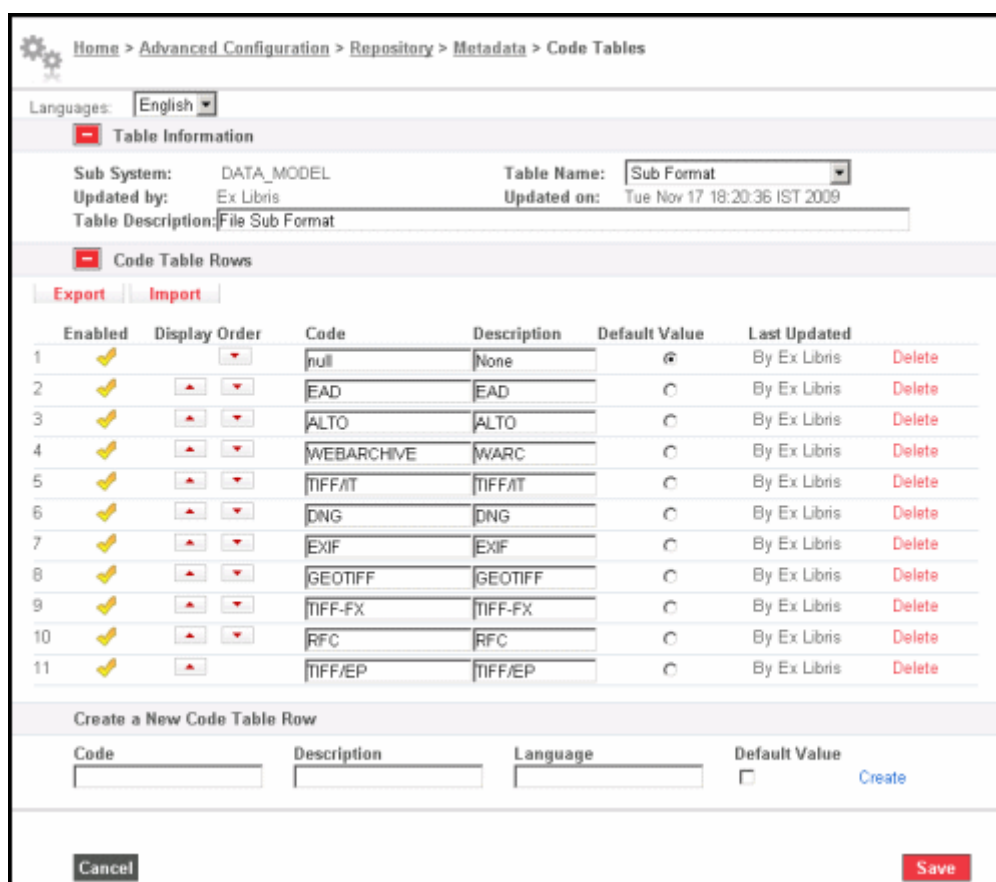 Home > Advanced Configuration > Repository > Metadata > Code Tables
Languages: English
Table Information
Sub System: DATA_MODEL Table Name: Sub Format
Updated by: Ex Libris Updated on: Tue Nov 17 18:20:36 IST 2009
Table Description: File Sub Format
Code Table Rows
Export Import
Enabled Display Order Code Description Default Value Last Updated
1 null None By Ex Libris Delete
2 EAD EAD By Ex Libris Delete
3 ALTO ALTO By Ex Libris Delete
4 WEBARCHIVE WARC By Ex Libris Delete
5 TIFF/IT TIFF/IT By Ex Libris Delete
6 DNG DNG By Ex Libris Delete
7 EXIF EXIF By Ex Libris Delete
8 GEOTIFF GEOTIFF By Ex Libris Delete
9 TIFF-FX TIFF-FX By Ex Libris Delete
10 RFC RFC By Ex Libris Delete
11 TIFF/EP TIFF/EP By Ex Libris Delete
Create a New Code Table Row
Code Description Language Default Value
Create
Cancel Save